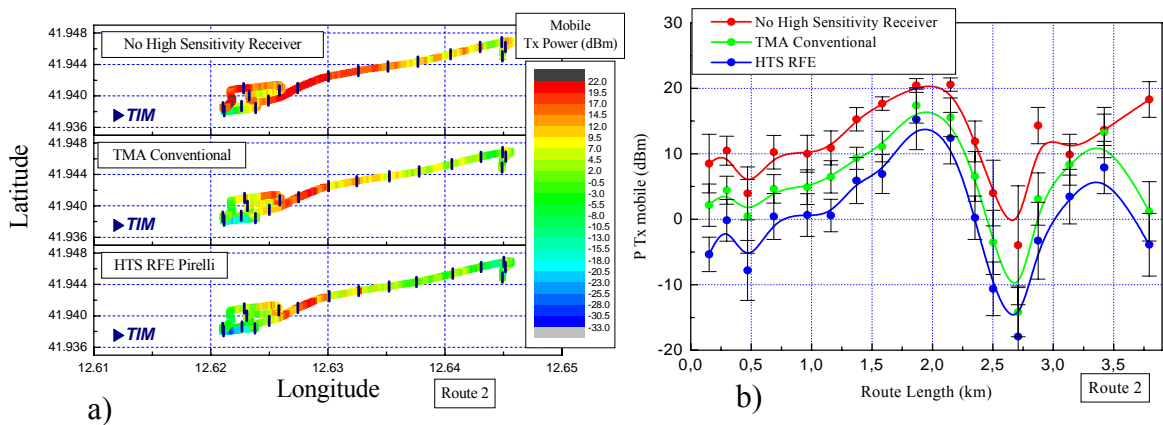 41.948
No High Sensitivity Receiver
41.944
41.940
41.936
TIM
41.948
TMA Conventional
41.944
41.940
41.936
TIM
41.948
HTS RFE Pirelli
41.944
41.940
41.936
TIM
Latitude
12.61
12.62
12.63
12.64
12.65
Longitude
Route 2
a)
Mobile
Tx Power (dBm)
22.0
19.5
17.0
14.5
12.0
9.5
7.0
4.5
2.0
-0.5
-3.0
-5.5
-8.0
-10.5
-13.0
-15.5
-18.0
-20.5
-23.0
-25.5
-28.0
-30.5
-33.0
P Tx mobile (dBm)
30
20
10
0
-10
-20
No High Sensitivity Receiver
TMA Conventional
HTS RFE
0,0
0,5
1,0
1,5
2,0
2,5
3,0
3,5
Route Length (km)
Route 2
b)